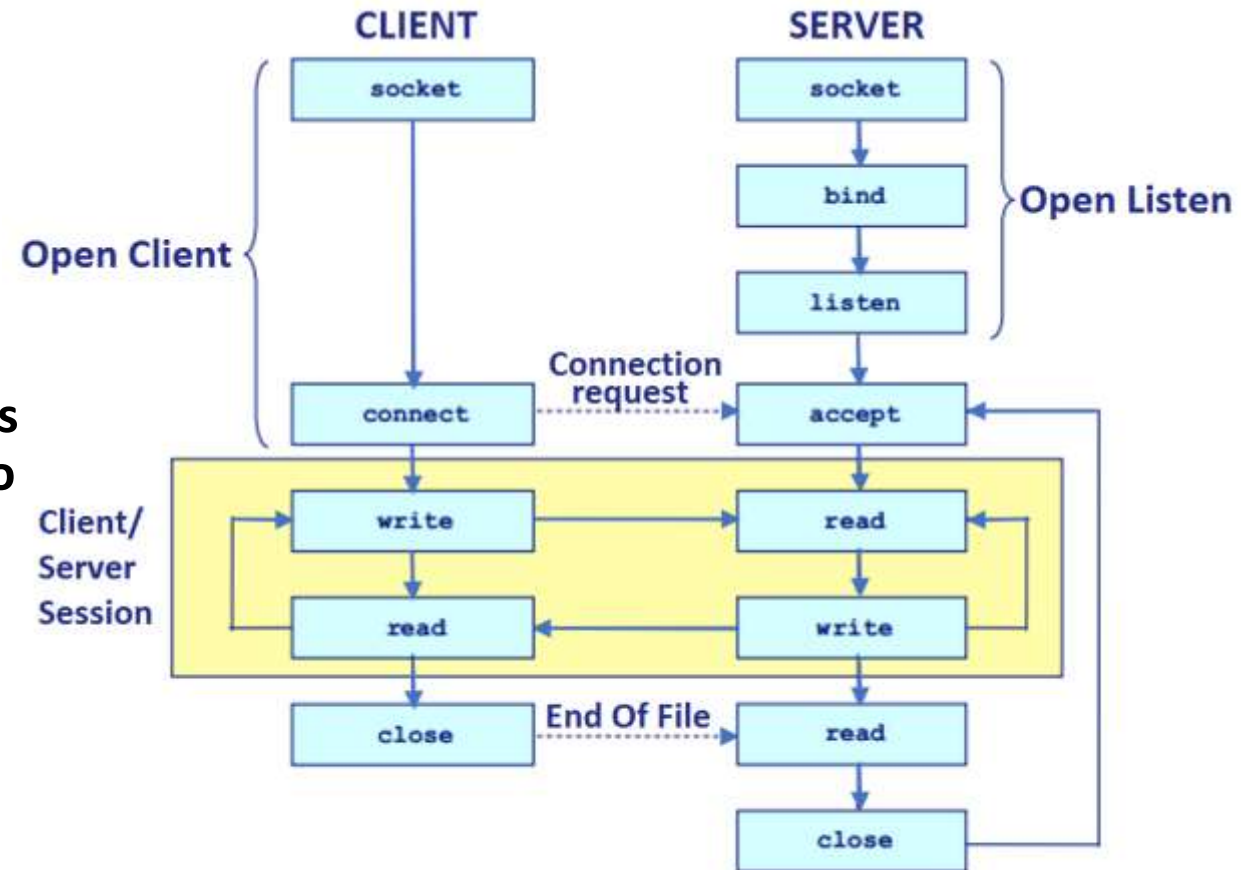 CLIENT
SERVER
socket
socket
bind
Open Listen
Open Client
listen
Connection
request
connect
accept
s
o
Client/
Server
Session
write
read
read
write
close
End Of File
read
close